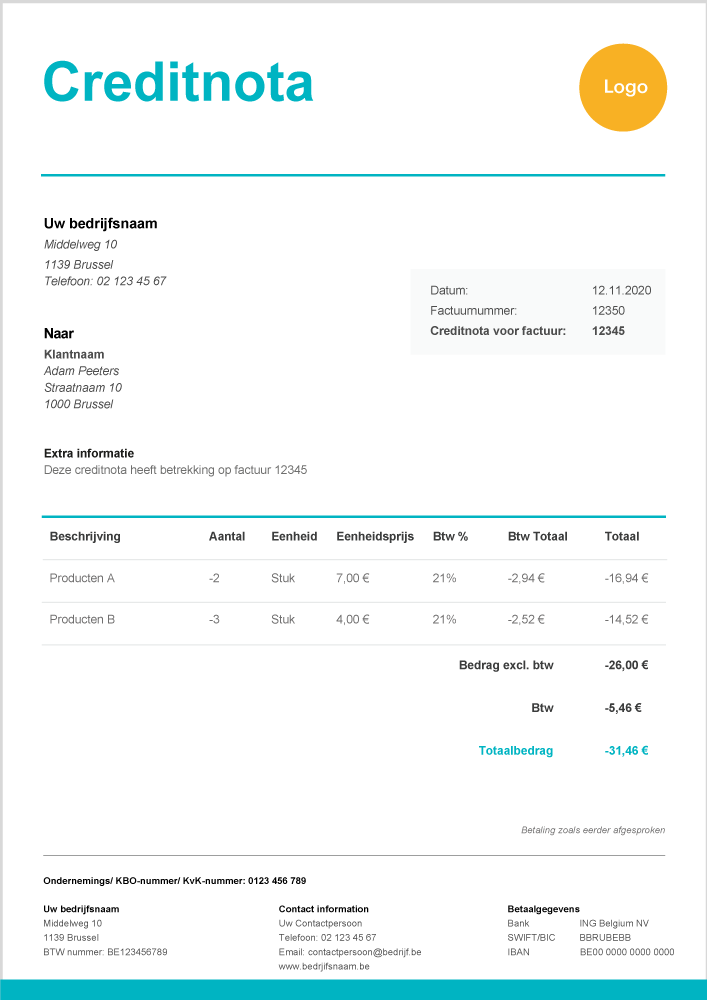 Creditnota
Logo
Uw bedrijfsnaam
Middelweg 10
1139 Brussel
Telefoon: 02 123 45 67
Datum: 12.11.2020
Factuurnummer: 12350
Creditnota voor factuur: 12345
Naar
Klantnaam
Adam Peeters
Straatnaam 10
1000 Brussel
Extra informatie
Deze creditnota heeft betrekking op factuur 12345
Beschrijving Aantal Eenheid Eenheidsprijs Btw % Btw Totaal Totaal
Producten A -2 Stuk 7,00 € 21% -2,94 € -16,94 €
Producten B -3 Stuk 4,00 € 21% -2,52 € -14,52 €
Bedrag excl. btw -26,00 €
Btw -5,46 €
Totaalbedrag -31,46 €
Betaling zoals eerder afgesproken
Ondernemings/ KBO-nummer/ KvK-nummer: 0123 456 789
Uw bedrijfsnaam
Middelweg 10
1139 Brussel
BTW nummer: BE123456789
Contact information
Uw Contactpersoon
Telefoon: 02 123 45 67
Email: contactpersoon@bedrijf.be
www.bedrjifsnaam.be
Betaalgegevens
Bank ING Belgium NV
SWIFT/BIC BBRUBEBB
IBAN BE00 0000 0000 0000